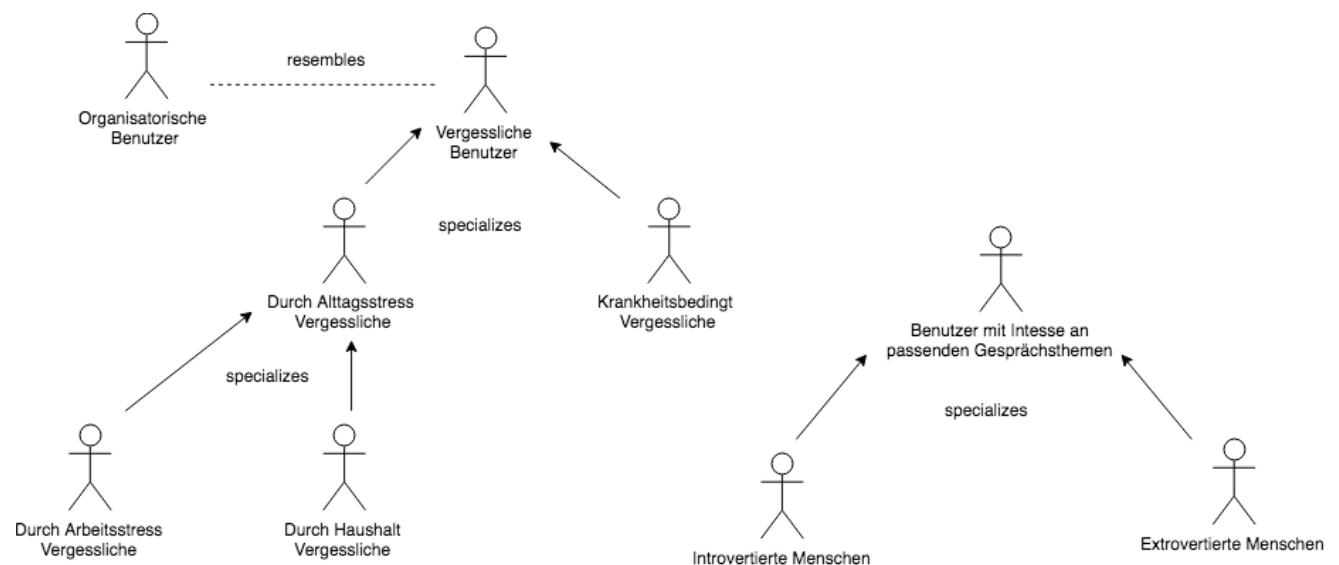 resembles
Organisatorische
Benutzer
Vergessliche
Benutzer
specializes
Durch Alttagsstress
Vergessliche
Krankheitsbedingt
Vergessliche
Benutzer mit Intesse an
passenden Gesprächsthemen
specializes
specializes
Durch Arbeitsstress
Vergessliche
Durch Haushalt
Vergessliche
Introvertierte Menschen
Extrovertierte Menschen